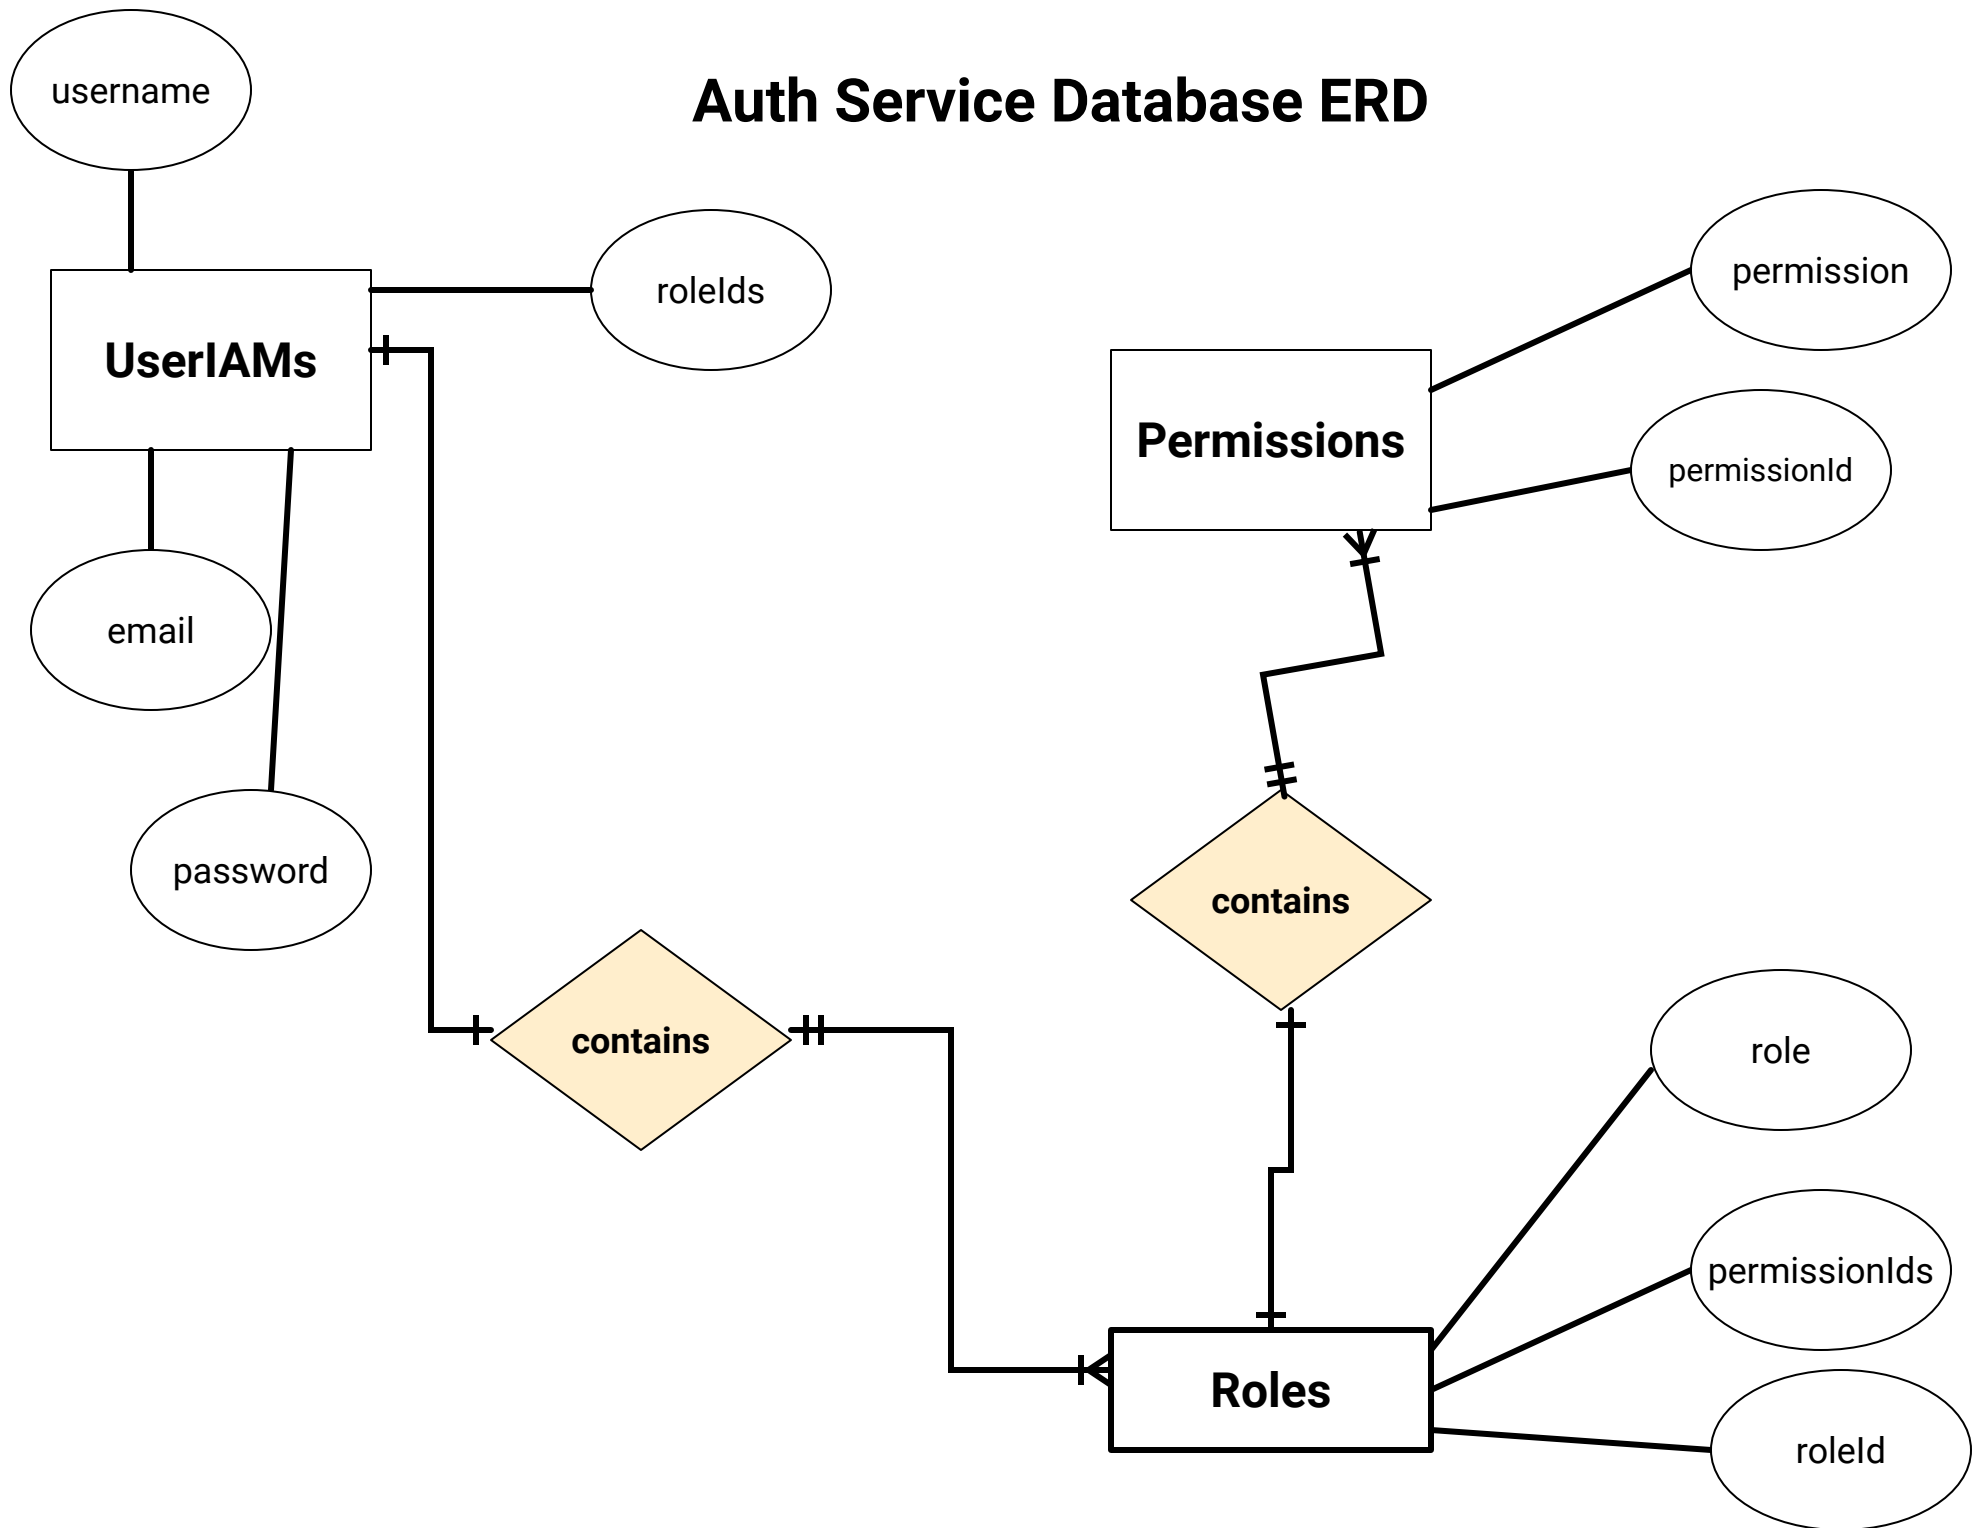 username
Auth Service Database ERD
roleIds
permission
UserIAMs
Permissions
permissionId
email
password
contains
contains
role
permissionIds
Roles
roleId